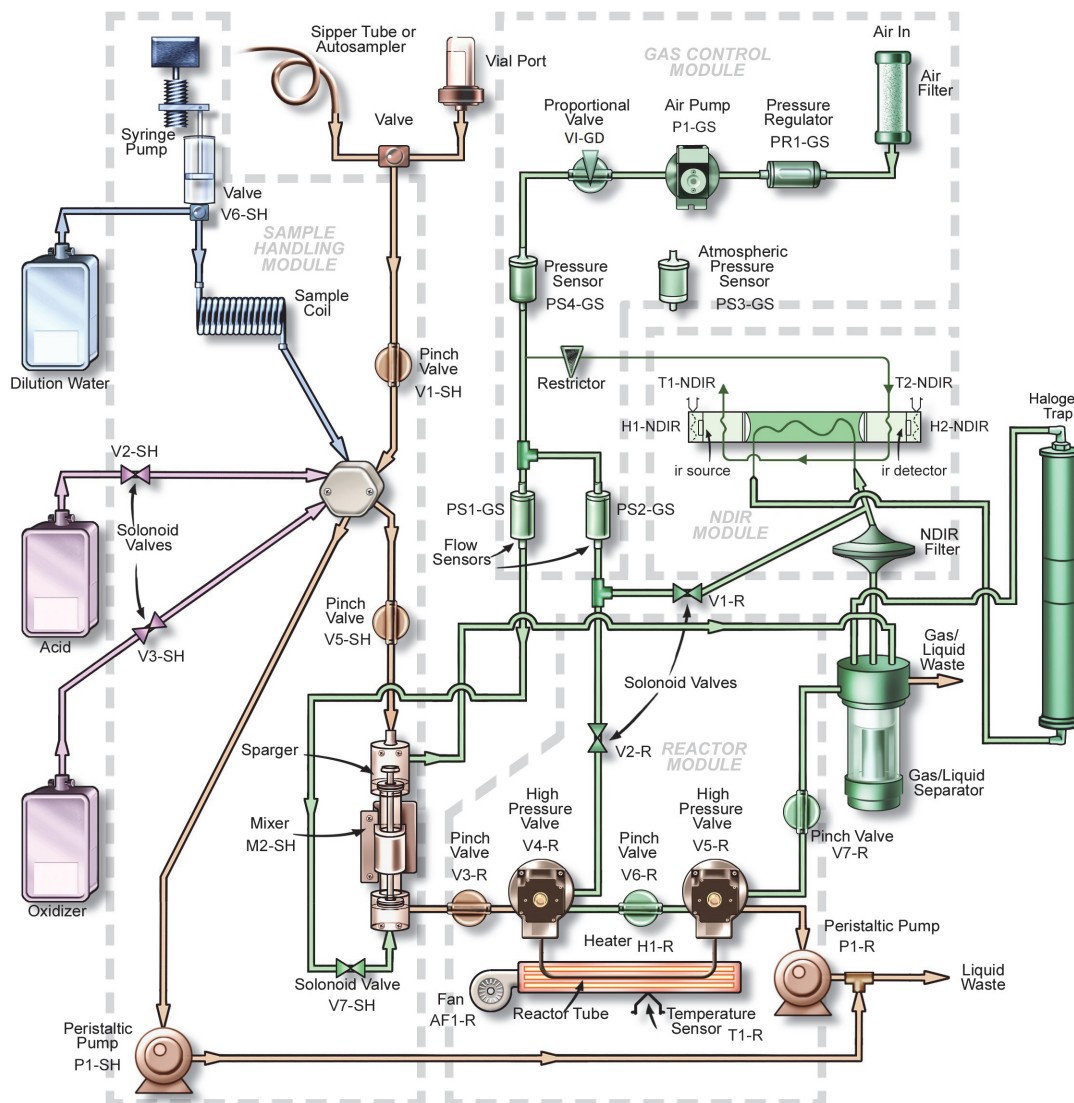 Sipper Tube or
Autosampler
Vial Port
Valve
Syringe
Pump
Valve
V6-SH
SAMPLE
HANDLING
MODULE
Sample
Coil
Dilution Water
Pinch
Valve
V1-SH
GAS CONTROL
MODULE
Air In
Air
Filter
Proportional
Valve
VI-GD
Air Pump
P1-GS
Pressure
Regulator
PR1-GS
Pressure
Sensor
PS4-GS
Atmospheric
Pressure
Sensor
PS3-GS
Restrictor
T1-NDIR
T2-NDIR
H1-NDIR
H2-NDIR
ir source
ir detector
Haloge
Trap
V2-SH
Solonoid
Valves
V3-SH
Acid
Oxidizer
PS1-GS
PS2-GS
Flow
Sensors
NDIR
MODULE
NDIR
Filter
V1-R
Pinch
Valve
V5-SH
Solonoid Valves
Gas/
Liquid
Waste
V2-R
REACTOR
MODULE
Gas/Liquid
Separator
Sparger
Mixer
M2-SH
Pinch
Valve
V3-R
High
Pressure
Valve
V4-R
Pinch
Valve
V6-R
High
Pressure
Valve
V5-R
Pinch Valve
V7-R
Heater
H1-R
Peristaltic Pump
P1-R
Liquid
Waste
Solonoid Valve
V7-SH
Fan
AF1-R
Reactor Tube
Temperature
Sensor
T1-R
Peristaltic
Pump
P1-SH